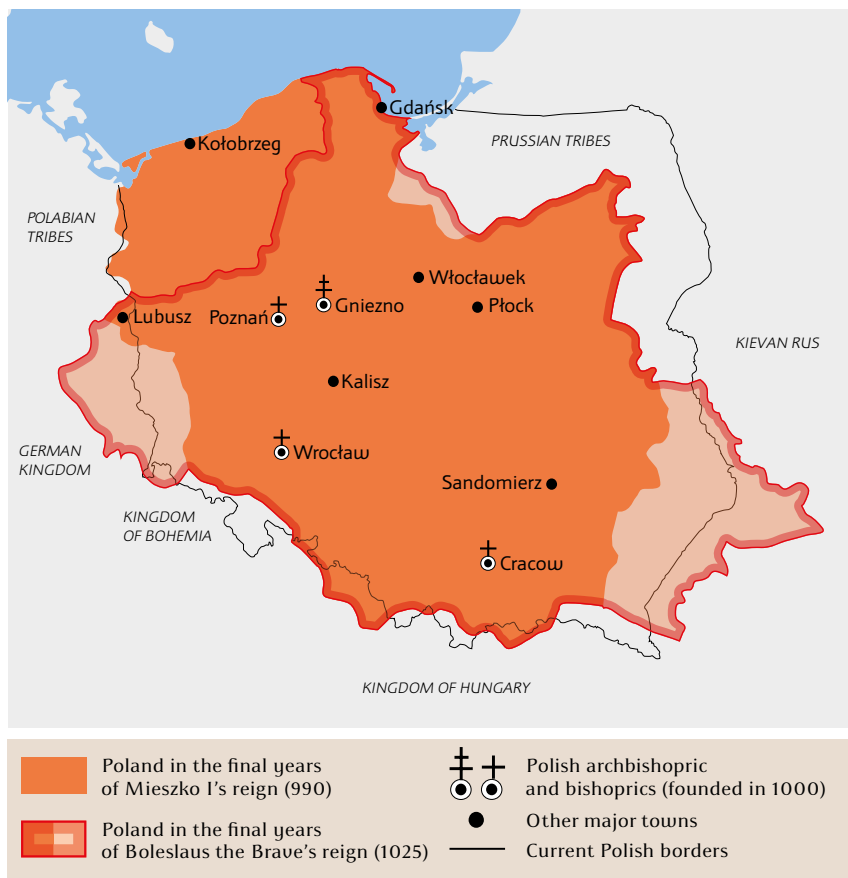 Gdańsk
Kołobrzeg
PRUSSIAN TRIBES
POLABIAN
TRIBES
Włocławek
Gniezno
Płock
Lubusz
Poznań
KIEVAN RUS
Kalisz
GERMAN
KINGDOM
Wrocław
Sandomierz
KINGDOM
OF BOHEMIA
Cracow
KINGDOM OF HUNGARY
Poland in the final years
of Mieszko I's reign (990)
Poland in the final years
of Boleslaus the Brave's reign (1025)
Polish archbishopric
and bishoprics (founded in 1000)
Other major towns
Current Polish borders